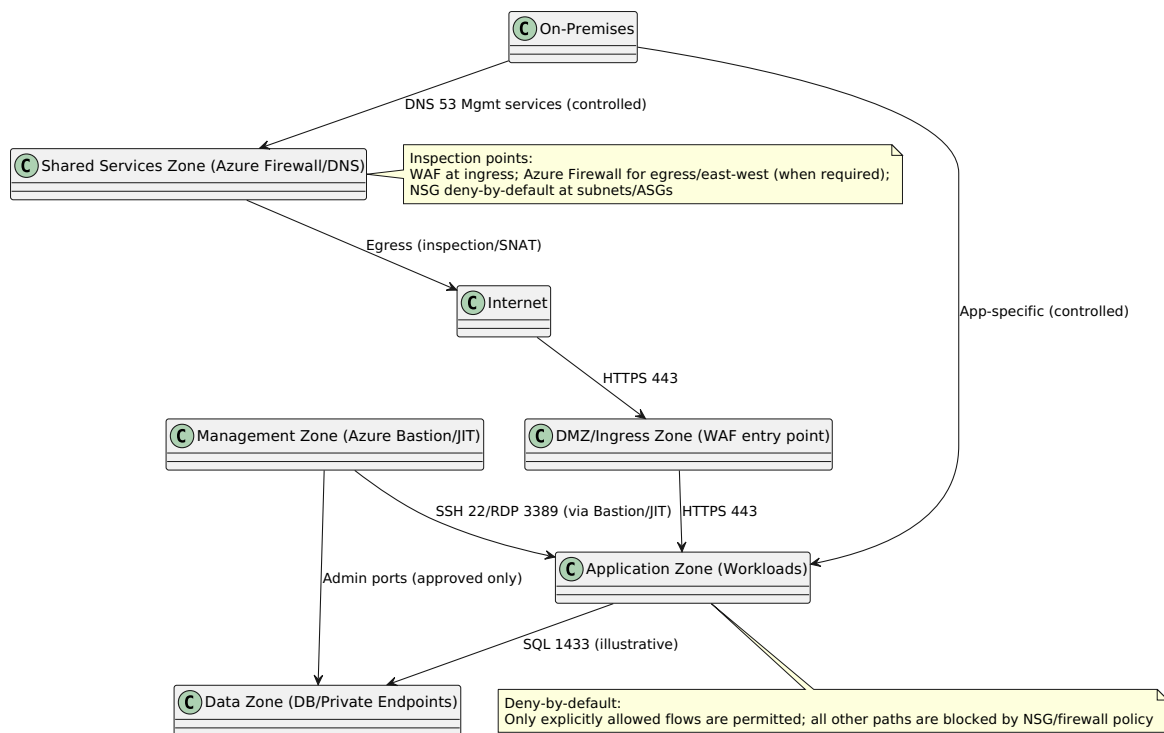 C On-Premises
DNS 53 Mgmt services (controlled)
C Shared Services Zone (Azure Firewall/DNS)
Inspection points:
WAF at ingress; Azure Firewall for egress/east-west (when required);
NSG deny-by-default at subnets/ASGs
Egress (inspection/SNAT)
C Internet
App-specific (controlled)
HTTPS 443
C Management Zone (Azure Bastion/JIT)
C DMZ/Ingress Zone (WAF entry point)
SSH 22/RDP 3389 (via Bastion/JIT)
HTTPS 443
C Application Zone (Workloads)
Admin ports (approved only)
SQL 1433 (illustrative)
C Data Zone (DB/Private Endpoints)
Deny-by-default:
Only explicitly allowed flows are permitted; all other paths are blocked by NSG/firewall policy